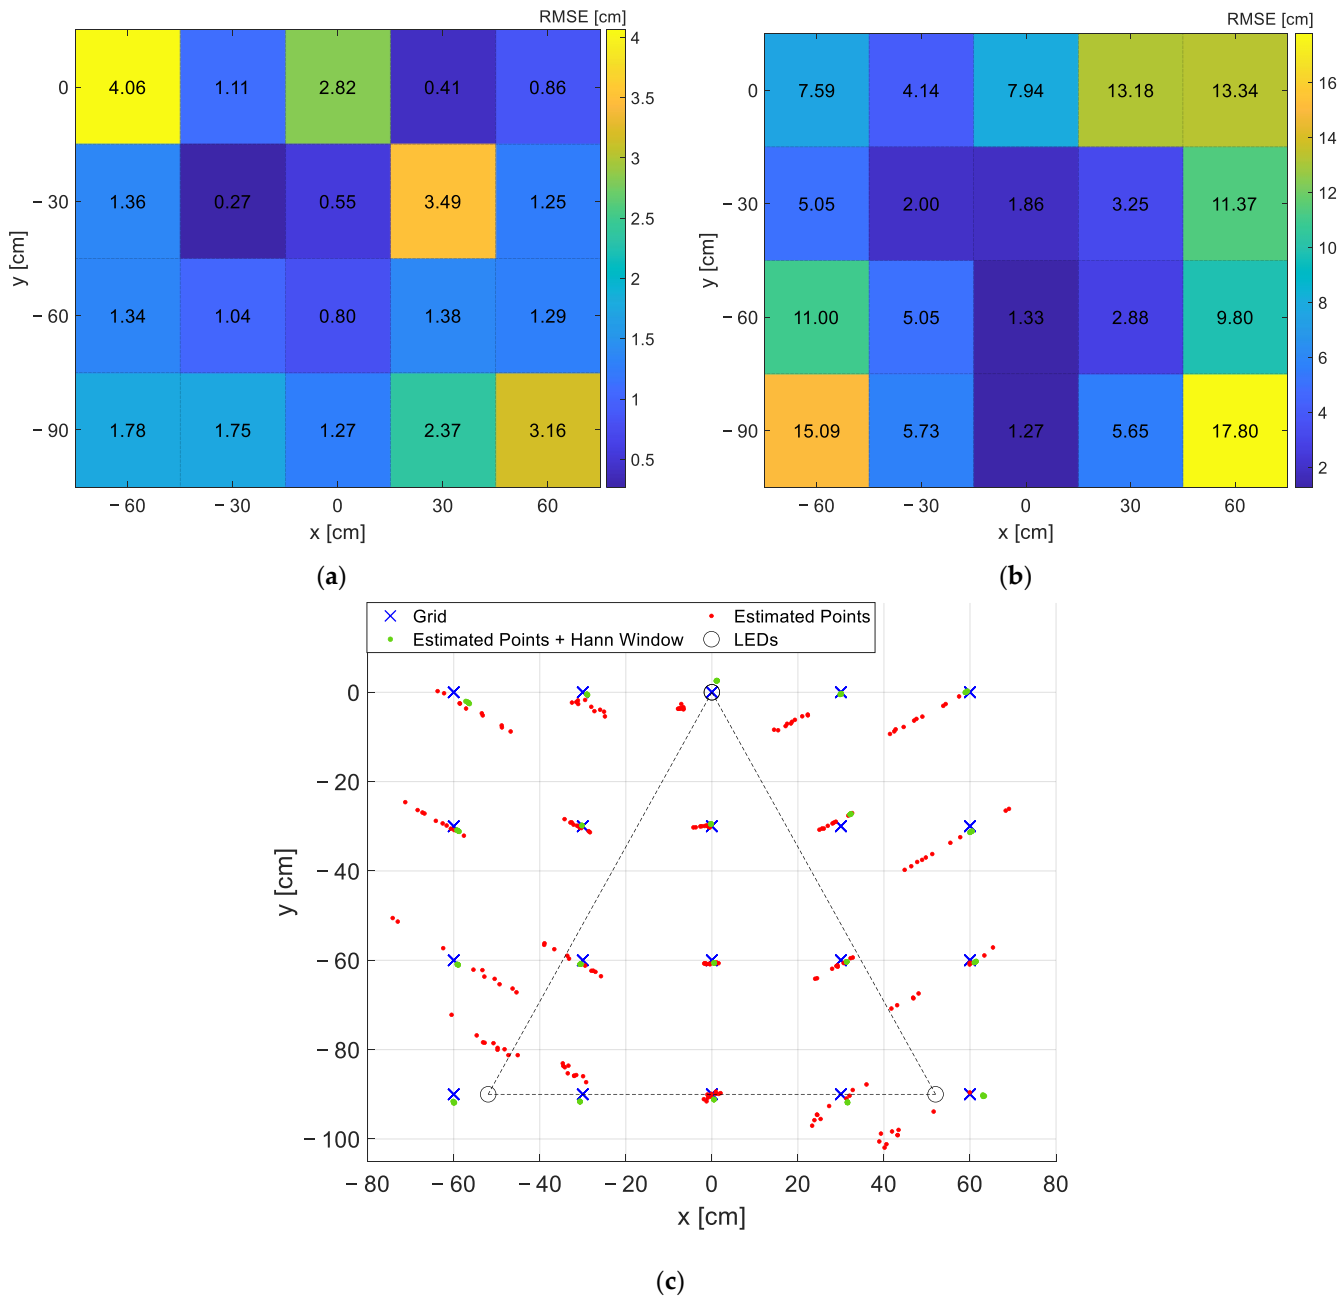 RMSE [cm]
4.06 1.11 2.82 0.41 0.86
1.36 0.27 0.55 3.49 1.25
1.34 1.04 0.80 1.38 1.29
1.78 1.75 1.27 2.37 3.16
0
−30
−60
−90
y [cm]
−60 −30 0 30 60
x [cm]
4
3.5
3
2.5
2
1.5
1
0.5
(a)
RMSE [cm]
7.59 4.14 7.94 13.18 13.34
5.05 2.00 1.86 3.25 11.37
11.00 5.05 1.33 2.88 9.80
15.09 5.73 1.27 5.65 17.80
0
−30
−60
−90
y [cm]
−60 −30 0 30 60
x [cm]
16
14
12
10
8
6
4
2
(b)
Grid
Estimated Points
Estimated Points + Hann Window
LEDs
0
−20
−40
−60
−80
−100
y [cm]
−80 −60 −40 −20 0 20 40 60 80
x [cm]
(c)